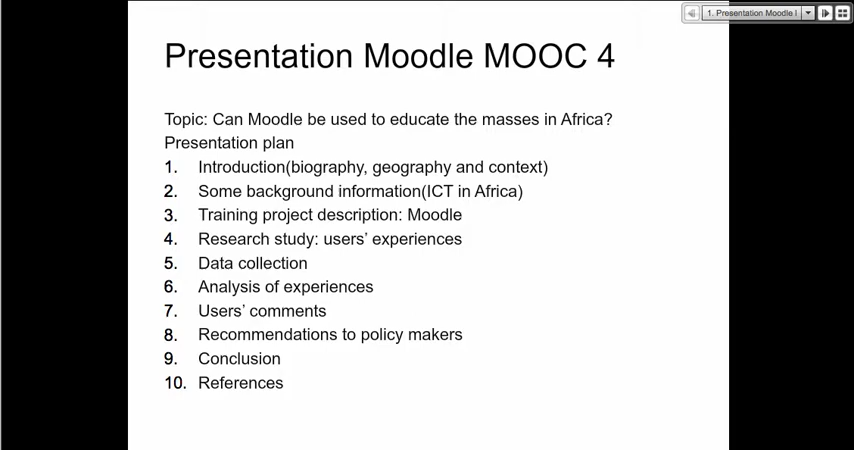 1. Presentation Moodle I
Presentation Moodle MOOC 4
Topic: Can Moodle be used to educate the masses in Africa?
Presentation plan
1. Introduction(biography, geography and context)
2. Some background information(ICT in Africa)
3. Training project description: Moodle
4. Research study: users’ experiences
5. Data collection
6. Analysis of experiences
7. Users’ comments
8. Recommendations to policy makers
9. Conclusion
10. References